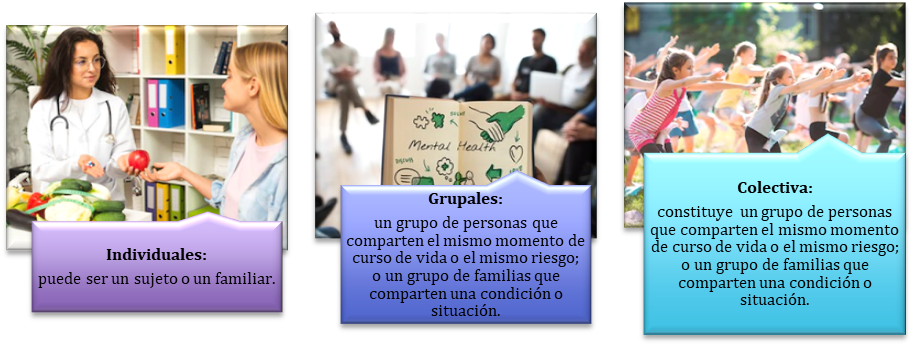 Individuales:
puede ser un sujeto o un familiar.
Mental Health
Grupales:
un grupo de personas que
comparten el mismo momento de
curso de vida o el mismo riesgo;
o un grupo de familias que
comparten una condición o
situación.
Colectiva:
constituye un grupo de personas
que comparten el mismo momento
de curso de vida o el mismo riesgo;
o un grupo de familias que
comparten una condición o
situación.